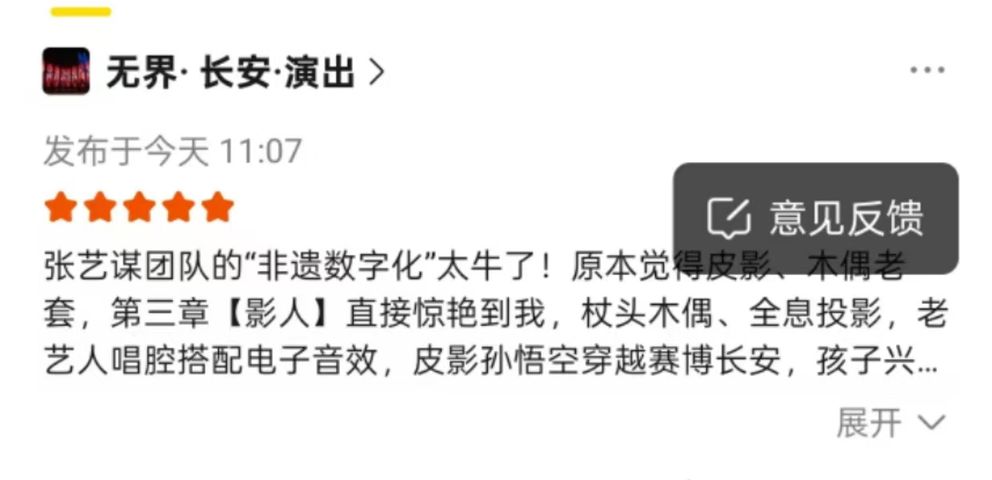 无界·长安·演出
发布于今天 11:07
意见反馈
张艺谋团队的“非遗数字化”太牛了！原本觉得皮影、木偶老
套，第三章【影人】直接惊艳到我，杖头木偶、全息投影，老
艺人唱腔搭配电子音效，皮影孙悟空穿越赛博长安，孩子兴...
展开